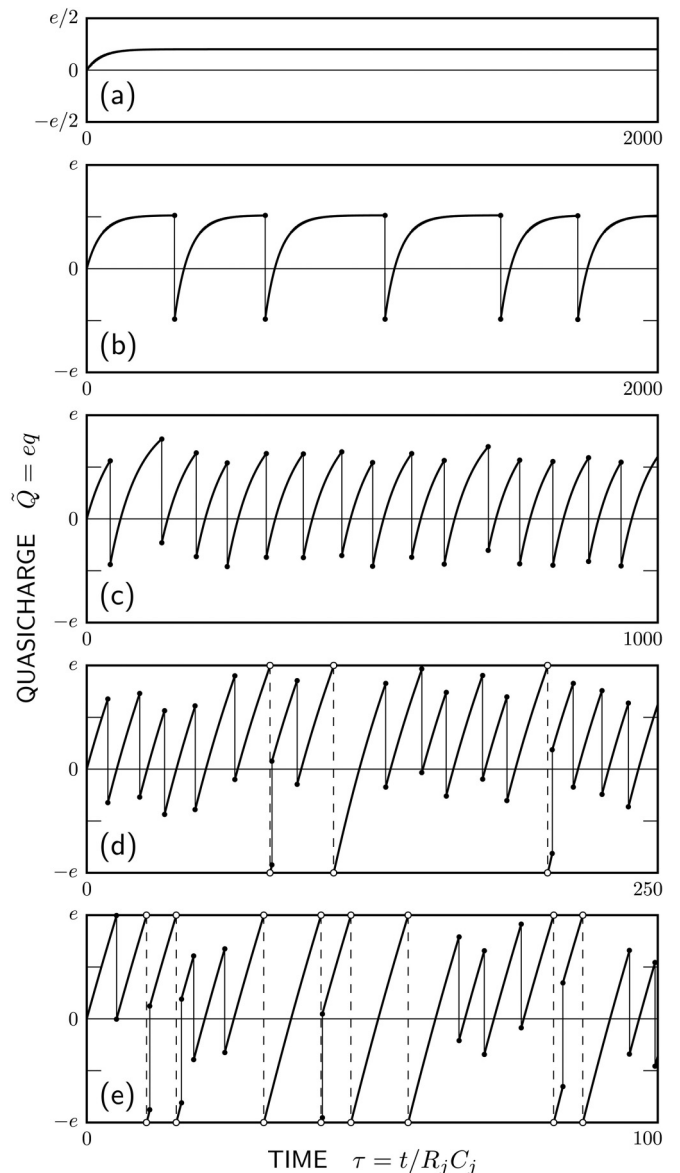 e/2
0
(a)
−e/2
0 2000
e
0
(b)
−e
0 2000
e
0
(c)
−e
0 1000
e
0
(d)
−e
0 250
e
0
(e)
−e
0 100
QUASICHARGE Q̃ = eq
TIME τ = t/R_jC_j